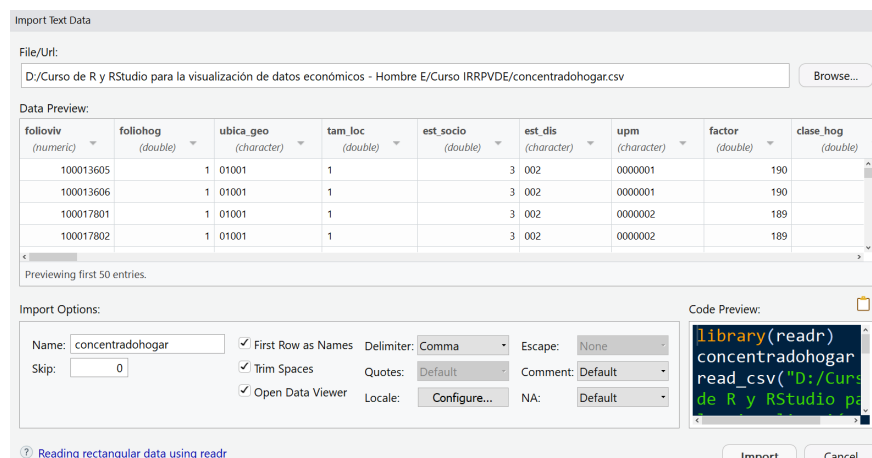 Import Text Data
File/Url:
D:/Curso de R y RStudio para la visualización de datos económicos - Hombre E/Curso IRRPVDE/concentradohogar.csv Browse...
Data Preview:
folioviv foliohog ubica_geo tam_loc est_socio est_dis upm factor clase_hog
(numeric) (double) (character) (double) (double) (character) (character) (double) (double)
100013605 1 01001 1 3 002 0000001 190
100013606 1 01001 1 3 002 0000001 190
100017801 1 01001 1 3 002 0000002 189
100017802 1 01001 1 3 002 0000002 189
Previewing first 50 entries.
Import Options: Code Preview:
Name: concentradohogar First Row as Names Delimiter: Comma Escape: None library(readr)
Skip: 0 Trim Spaces Quotes: Default Comment: Default concentradohogar
Open Data Viewer Locale: Configure... NA: Default read_csv("D:/Curs
de R y RStudio pa
? Reading rectangular data using readr Import Cancel